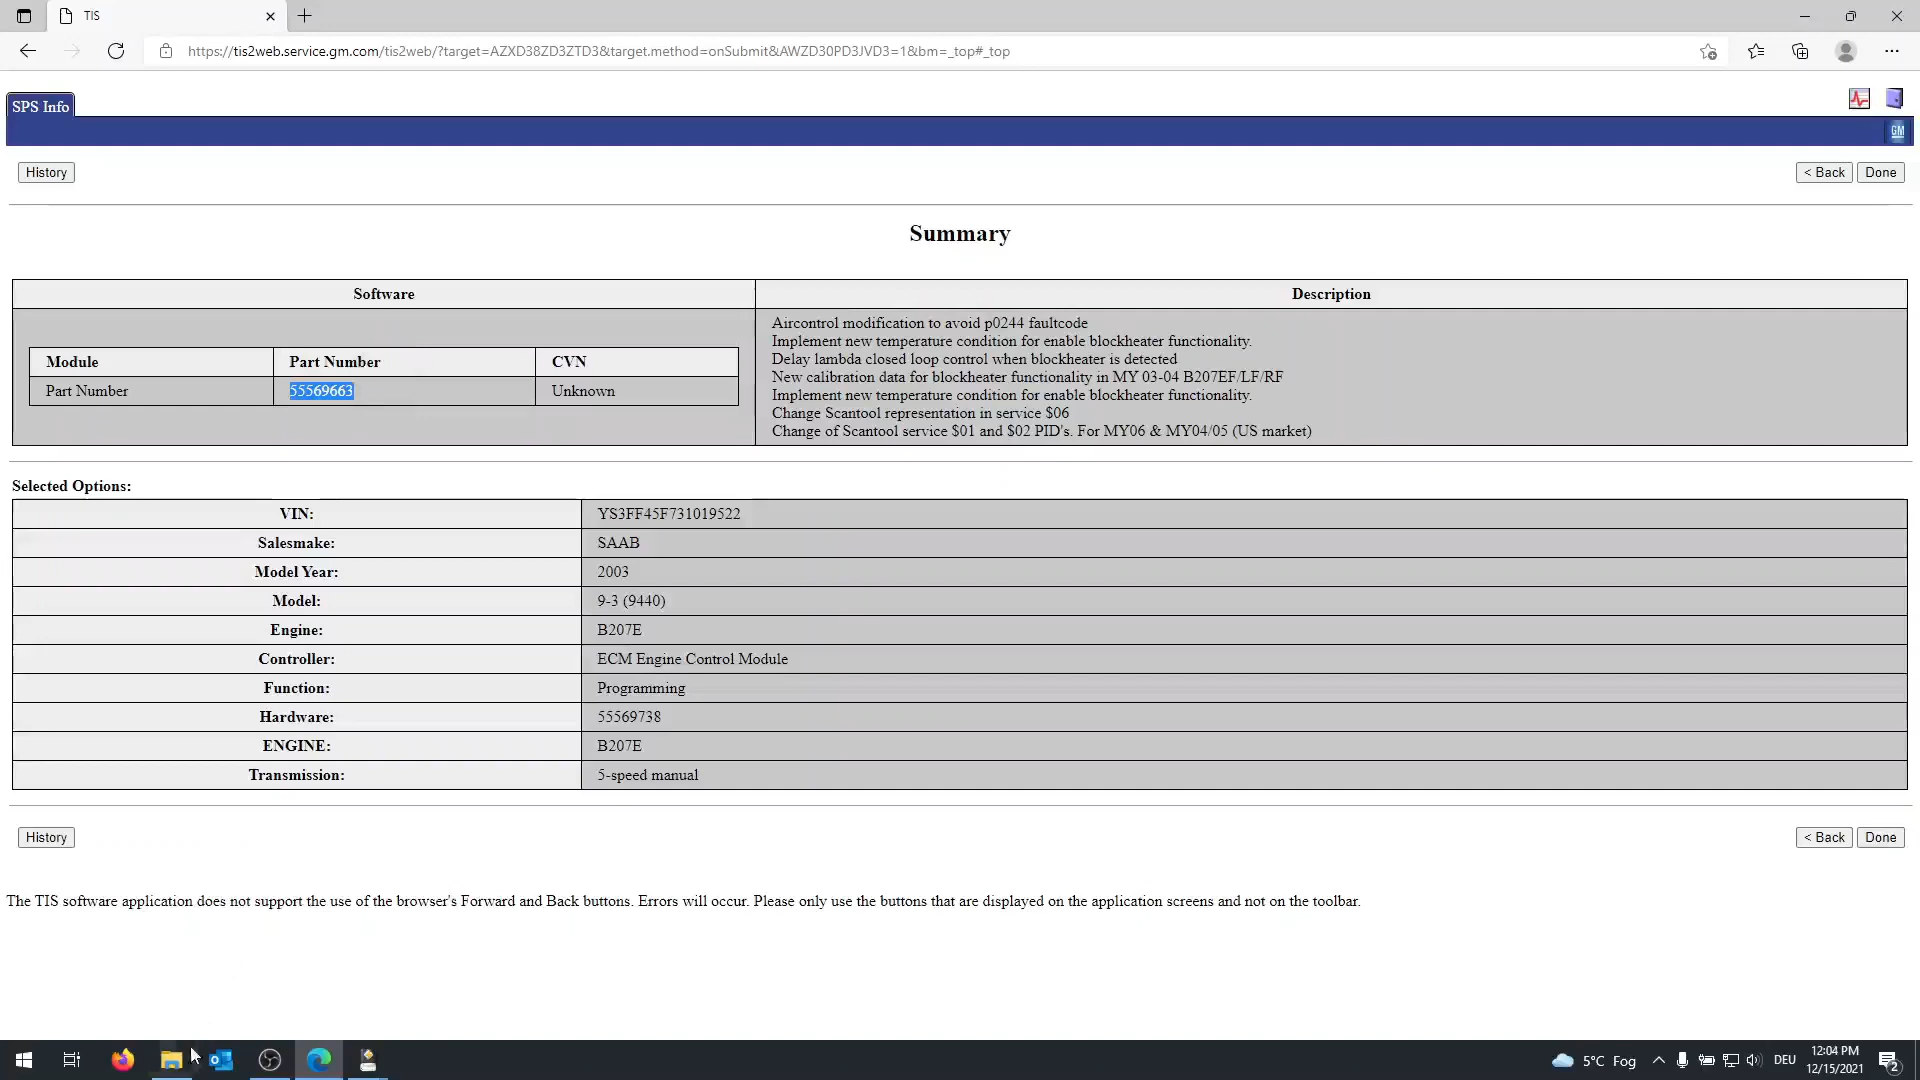 TIS
https://tis2web.service.gm.com/tis2web/?target=AZXD38ZD3ZTD3&target.method=onSubmit&AWZD30PD3JVD3=1&bm=_top#_top
SPS Info
GM
History
< Back Done
Summary
Software Description
Module Part Number CVN
Part Number 55569663 Unknown
Aircontrol modification to avoid p0244 faultcode
Implement new temperature condition for enable blockheater functionality.
Delay lambda closed loop control when blockheater is detected
New calibration data for blockheater functionality in MY 03-04 B207EF/LF/RF
Implement new temperature condition for enable blockheater functionality.
Change Scantool representation in service $06
Change of Scantool service $01 and $02 PID's. For MY06 & MY04/05 (US market)
Selected Options:
VIN: YS3FF45F731019522
Salesmake: SAAB
Model Year: 2003
Model: 9-3 (9440)
Engine: B207E
Controller: ECM Engine Control Module
Function: Programming
Hardware: 55569738
ENGINE: B207E
Transmission: 5-speed manual
History
< Back Done
The TIS software application does not support the use of the browser's Forward and Back buttons. Errors will occur. Please only use the buttons that are displayed on the application screens and not on the toolbar.
5°C Fog
DEU
12:04 PM
12/15/2021
2